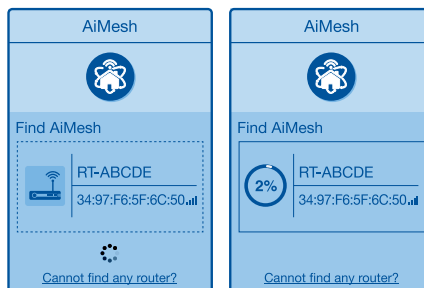 AiMesh
Find AiMesh
RT-ABCDE
34:97:F6:5F:6C:50
Cannot find any router?
AiMesh
Find AiMesh
2%
RT-ABCDE
34:97:F6:5F:6C:50
Cannot find any router?